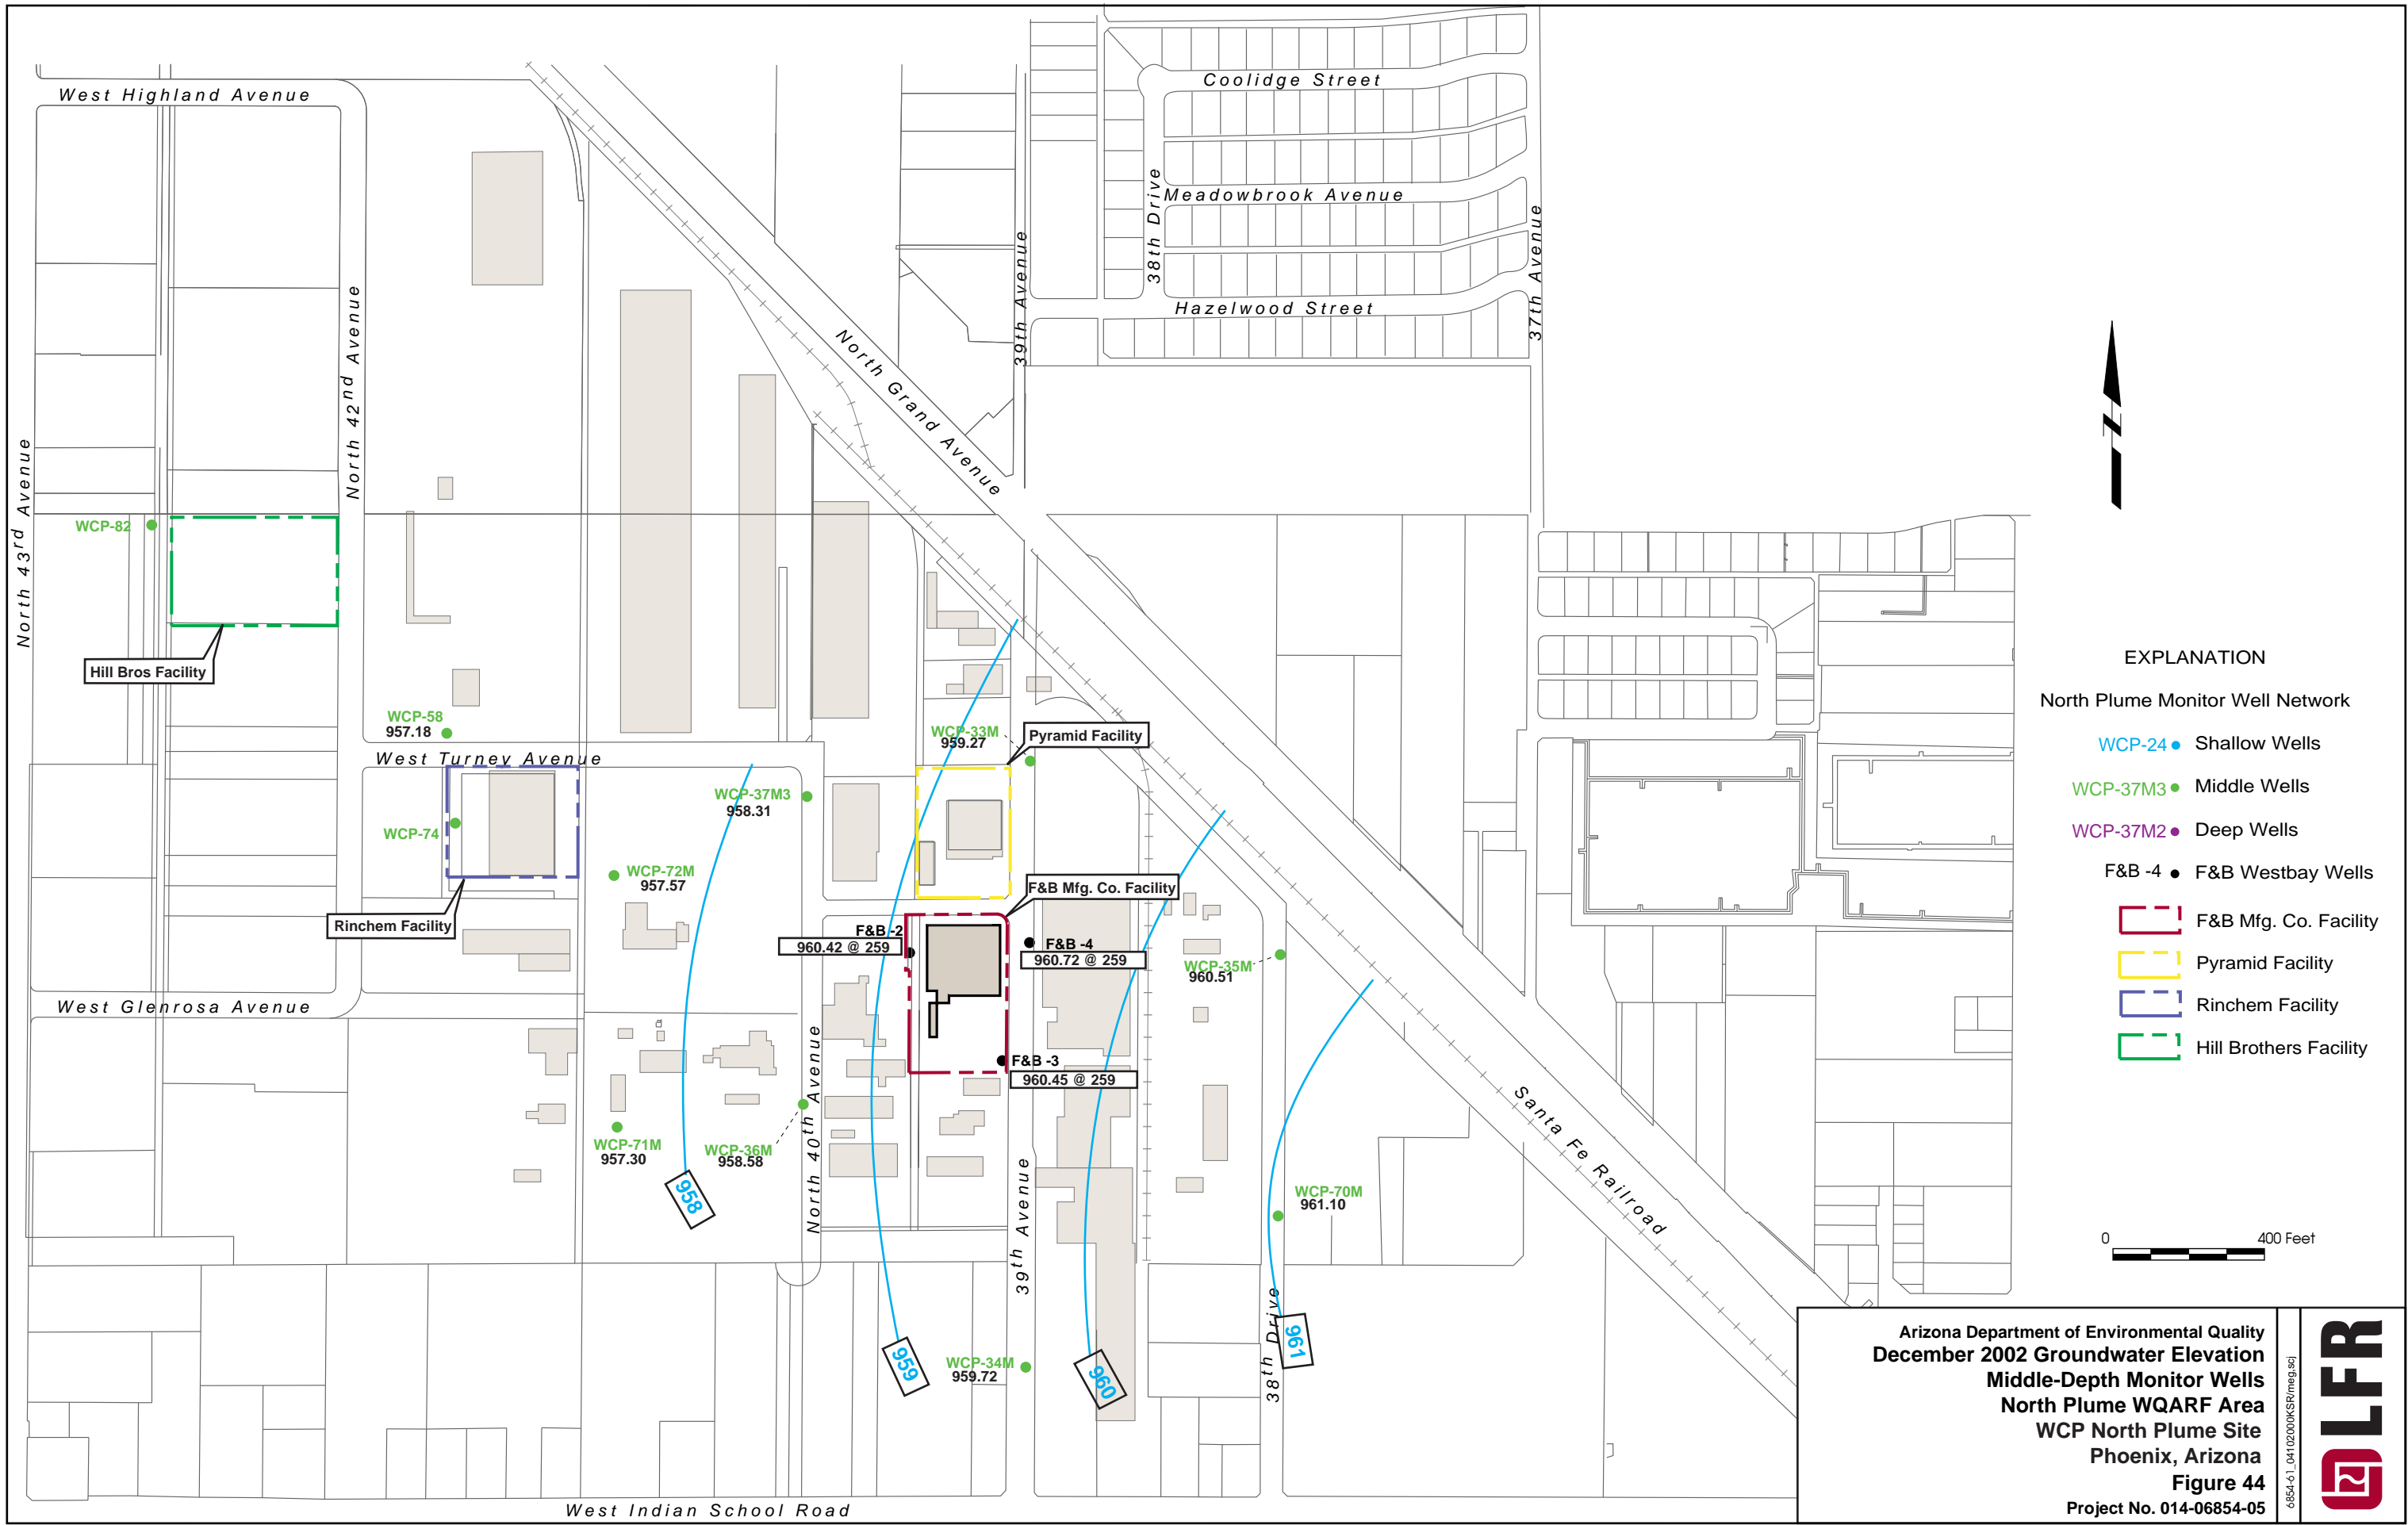 West Highland Avenue
Coolidge Street
38th Drive
Meadowbrook Avenue
39th Avenue
37th Avenue
Hazelwood Street
North 42nd Avenue
North Grand Avenue
North 43rd Avenue
WCP-82
Hill Bros Facility
WCP-58
957.18
West Turney Avenue
WCP-33M
959.27
Pyramid Facility
WCP-37M3
958.31
WCP-74
WCP-72M
957.57
Rinchem Facility
F&B Mfg. Co. Facility
F&B -2
960.42 @ 259
F&B -4
960.72 @ 259
WCP-35M
960.51
West Glenrosa Avenue
F&B -3
960.45 @ 259
North 40th Avenue
WCP-71M
957.30
WCP-36M
958.58
958
39th Avenue
WCP-70M
961.10
Santa Fe Railroad
959
WCP-34M
959.72
960
38th Drive
961
West Indian School Road
N
EXPLANATION
North Plume Monitor Well Network
WCP-24 Shallow Wells
WCP-37M3 Middle Wells
WCP-37M2 Deep Wells
F&B -4 F&B Westbay Wells
F&B Mfg. Co. Facility
Pyramid Facility
Rinchem Facility
Hill Brothers Facility
0 400 Feet
Arizona Department of Environmental Quality
December 2002 Groundwater Elevation
Middle-Depth Monitor Wells
North Plume WQARF Area
WCP North Plume Site
Phoenix, Arizona
Figure 44
Project No. 014-06854-05
6854-61_04102000KSR/meg.scj
LFR